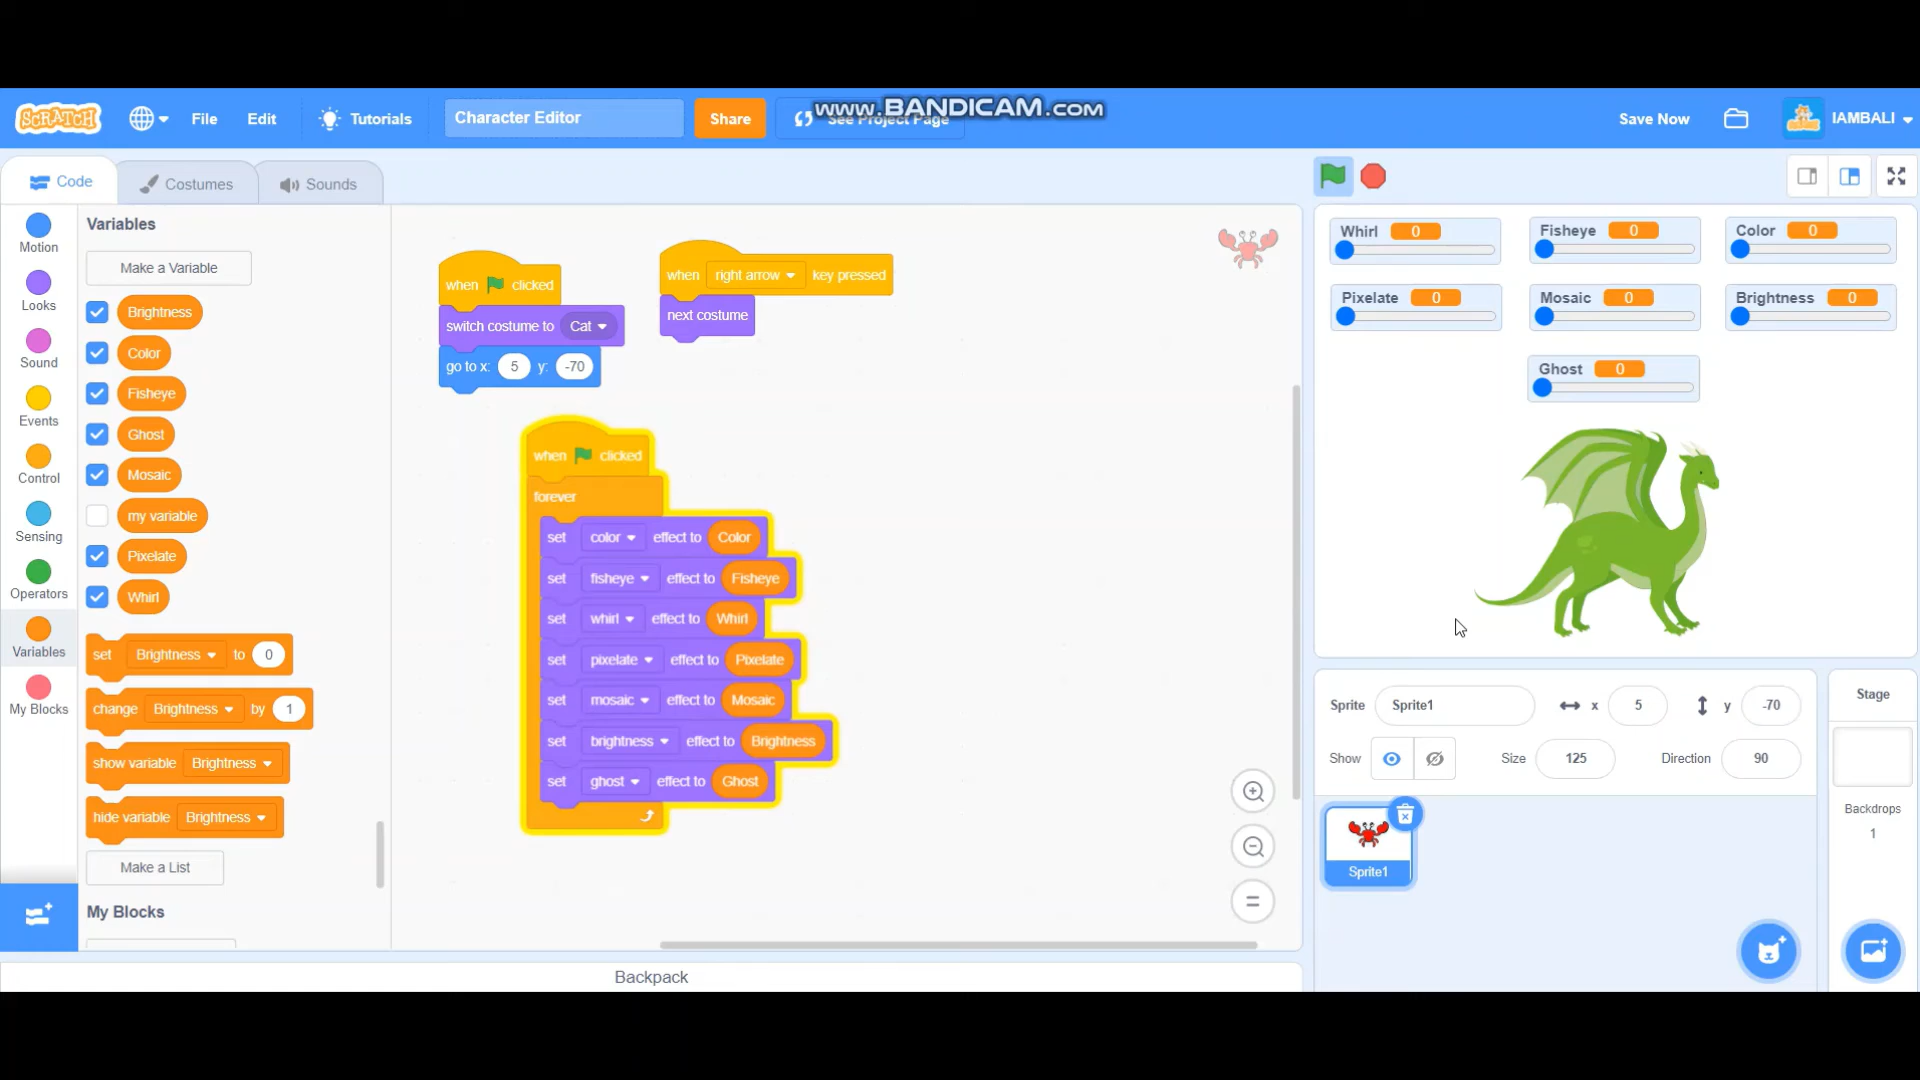 www.BANDICAM.com
SCRATCH
File
Edit
Tutorials
Character Editor
Share
See Project Page
Save Now
IAMBALI
Code
Costumes
Sounds
Motion
Looks
Sound
Events
Control
Sensing
Operators
Variables
My Blocks
Variables
Make a Variable
Brightness
Color
Fisheye
Ghost
Mosaic
my variable
Pixelate
Whirl
set Brightness to 0
change Brightness by 1
show variable Brightness
hide variable Brightness
Make a List
My Blocks
when clicked
switch costume to Cat
go to x: 5 y: -70
when right arrow key pressed
next costume
when clicked
forever
set color effect to Color
set fisheye effect to Fisheye
set whirl effect to Whirl
set pixelate effect to Pixelate
set mosaic effect to Mosaic
set brightness effect to Brightness
set ghost effect to Ghost
Backpack
Whirl 0
Fisheye 0
Color 0
Pixelate 0
Mosaic 0
Brightness 0
Ghost 0
Sprite Sprite1 x 5 y -70
Show Size 125 Direction 90
Sprite1
Stage
Backdrops
1